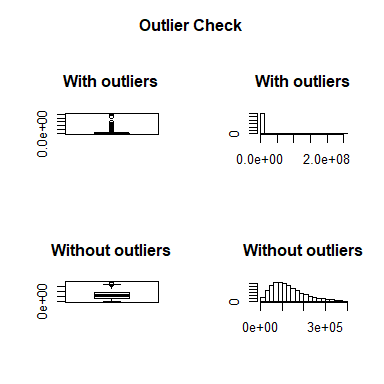 Outlier Check
With outliers
With outliers
0.0e+00
0
0.0e+00 2.0e+08
Without outliers
Without outliers
0e+00
0
0e+00 3e+05